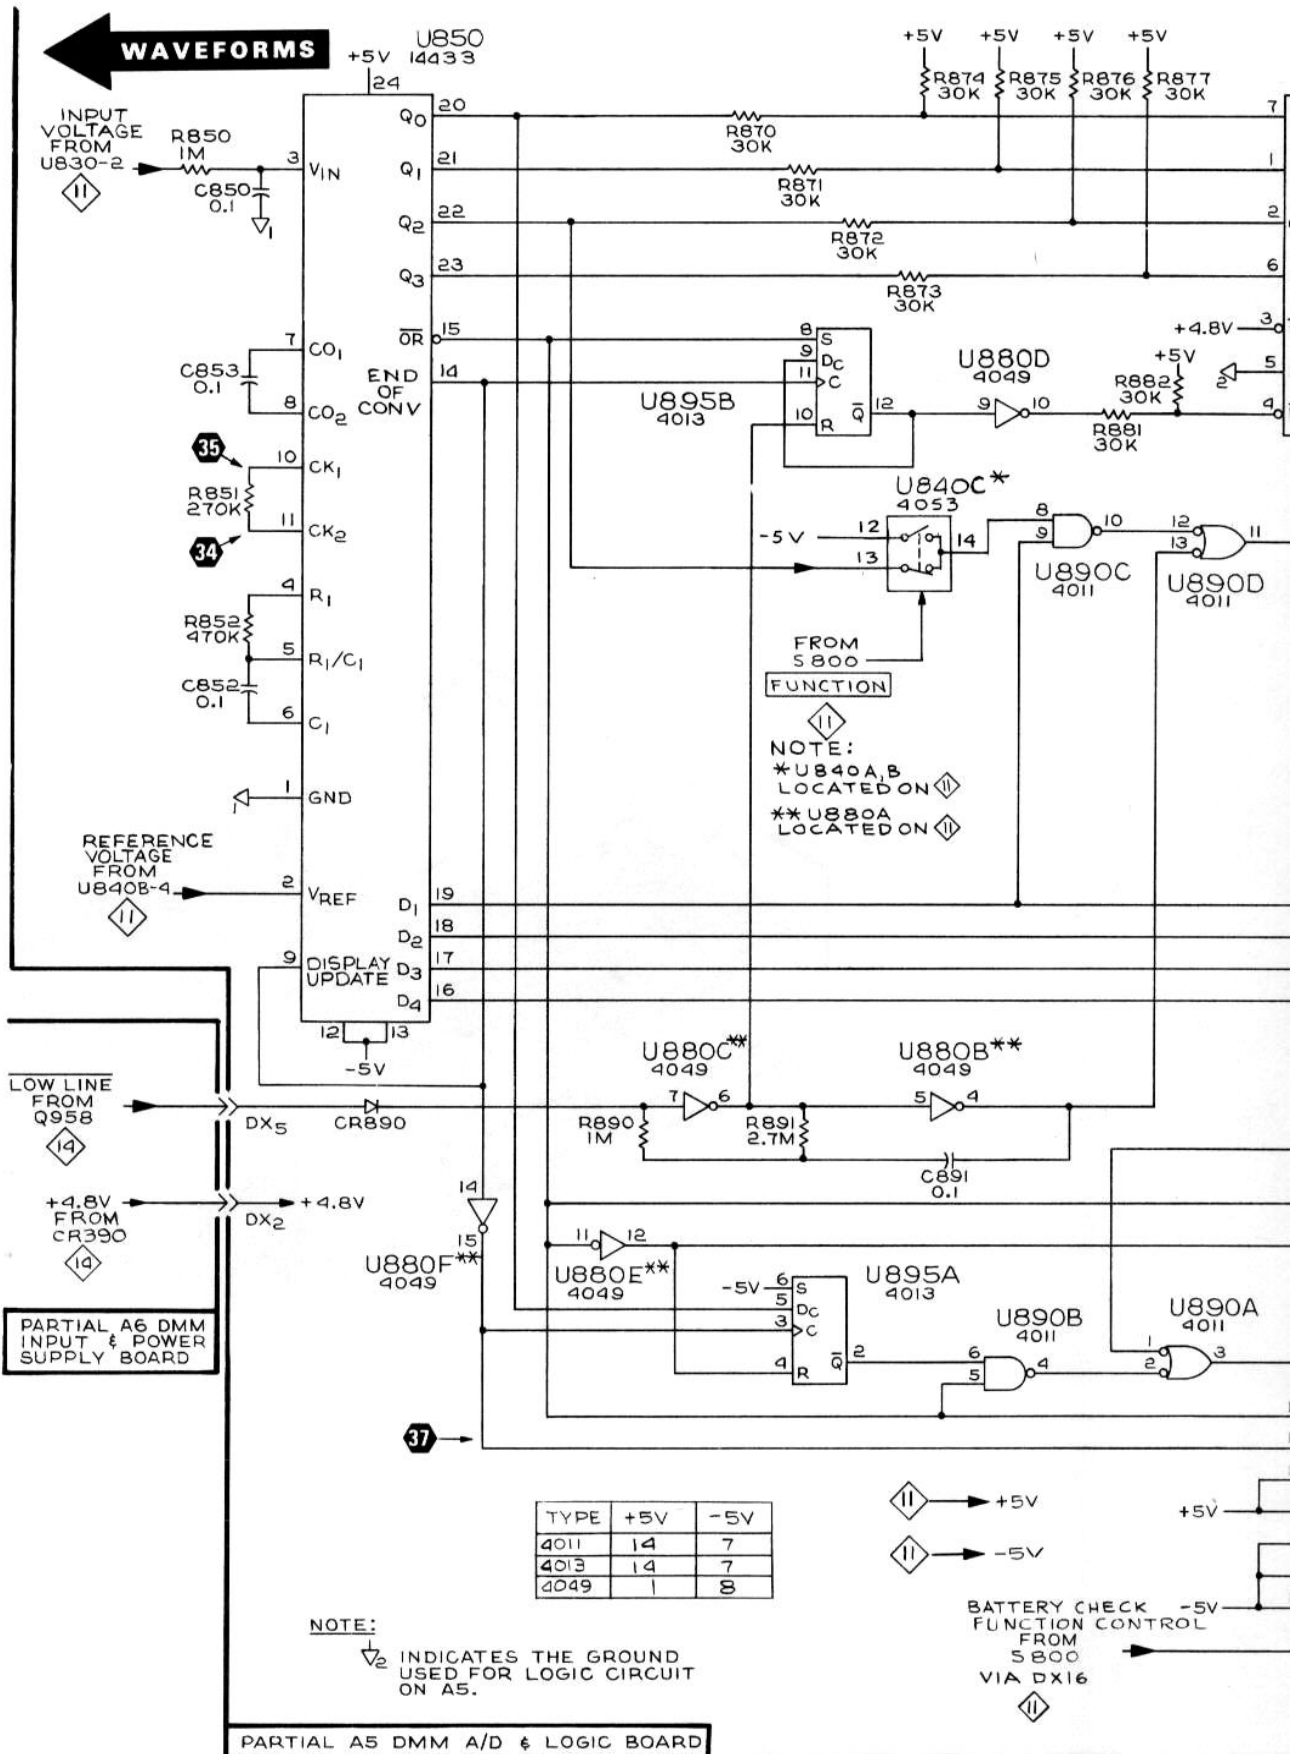 WAVEFORMS
U850
14433
+5V
24
INPUT
VOLTAGE
FROM
U830-2
11
R850
1M
3
VIN
C850
0.1
1
Q0
20
Q1
21
Q2
22
Q3
23
OR
15
END
OF
CONV
14
7
CO1
C853
0.1
8
CO2
35
10
CK1
R851
270K
11
CK2
34
4
R1
R852
470K
5
R1/C1
C852
0.1
6
C1
1
GND
1
REFERENCE
VOLTAGE
FROM
U840B-4
11
2
VREF
D1
19
D2
18
D3
17
D4
16
9
DISPLAY
UPDATE
12
13
-5V
+5V
+5V
+5V
+5V
R874
30K
R875
30K
R876
30K
R877
30K
R870
30K
R871
30K
R872
30K
R873
30K
7
1
2
6
+4.8V
3
5
2
4
U895B
4013
8
S
9
DC
11
C
10
R
Q
12
U880D
4049
9
10
+5V
R882
30K
R881
30K
U840C*
4053
-5V
12
13
14
FROM
S800
FUNCTION
11
8
9
10
U890C
4011
12
13
11
U890D
4011
NOTE:
*U840A,B
LOCATED ON 11
** U880A
LOCATED ON 11
LOW LINE
FROM
Q958
14
DX5
CR890
U880C**
4049
7
6
R890
1M
R891
2.7M
U880B**
4049
5
4
C891
0.1
+4.8V
FROM
CR390
14
DX2
+4.8V
14
15
U880F**
4049
11
12
U880E**
4049
U895A
4013
-5V
6
S
5
DC
3
C
4
R
Q
2
U890B
4011
6
5
4
U890A
4011
1
2
3
PARTIAL A6 DMM
INPUT & POWER
SUPPLY BOARD
37
TYPE +5V -5V
4011 14 7
4013 14 7
4049 1 8
11
+5V
11
-5V
+5V
-5V
BATTERY CHECK
FUNCTION CONTROL
FROM
S800
VIA DX16
11
NOTE:
2 INDICATES THE GROUND
USED FOR LOGIC CIRCUIT
ON A5.
PARTIAL A5 DMM A/D & LOGIC BOARD